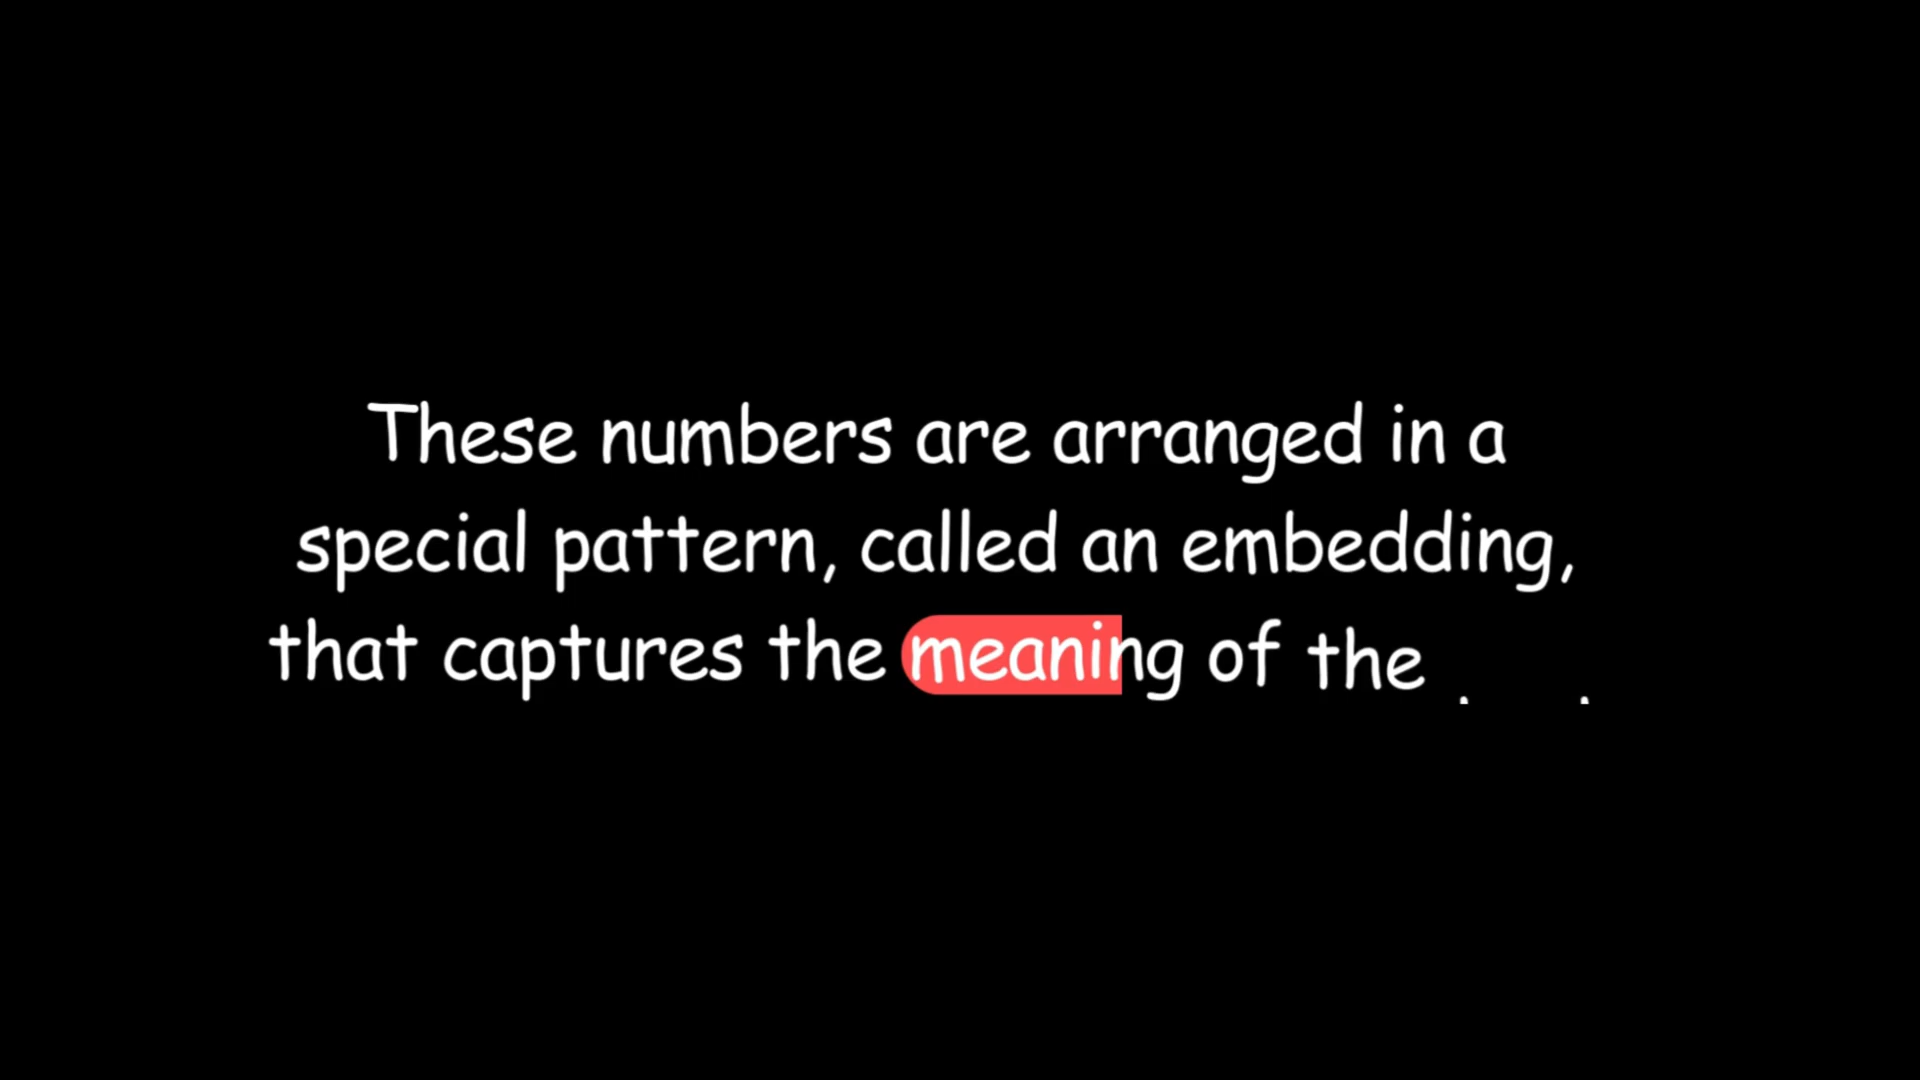 These numbers are arranged in a
special pattern, called an embedding,
that captures the meaning of the